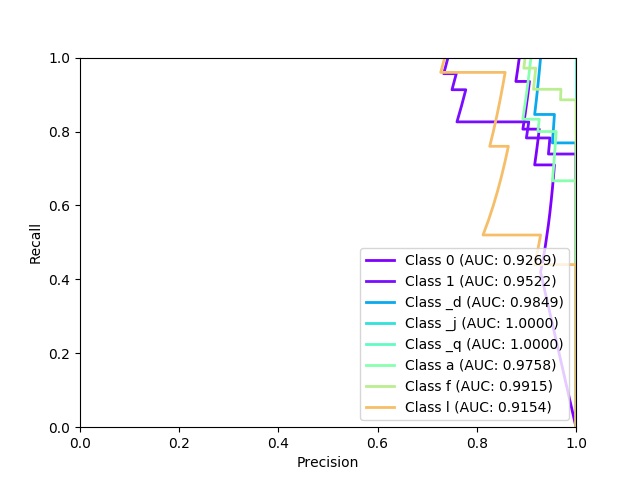 1.0
0.8
0.6
0.4
0.2
0.0
Recall
Class 0 (AUC: 0.9269)
Class 1 (AUC: 0.9522)
Class _d (AUC: 0.9849)
Class _j (AUC: 1.0000)
Class _q (AUC: 1.0000)
Class a (AUC: 0.9758)
Class f (AUC: 0.9915)
Class l (AUC: 0.9154)
0.0 0.2 0.4 0.6 0.8 1.0
Precision